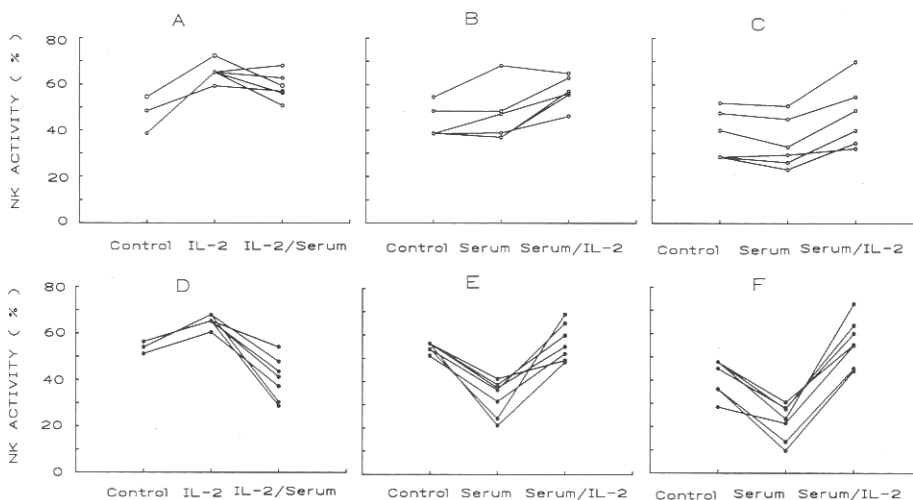 A
B
C
NK ACTIVITY ( % )
80
60
40
20
0
Control IL-2 IL-2/Serum
Control Serum Serum/IL-2
Control Serum Serum/IL-2
D
E
F
NK ACTIVITY ( % )
80
60
40
20
0
Control IL-2 IL-2/Serum
Control Serum Serum/IL-2
Control Serum Serum/IL-2